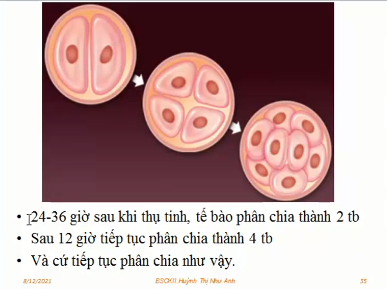 • 24-36 giờ sau khi thụ tinh, tế bào phân chia thành 2 tb
• Sau 12 giờ tiếp tục phân chia thành 4 tb
• Và cứ tiếp tục phân chia như vậy.
8/12/2021 BSCKII Huỳnh Thị Như Anh 35